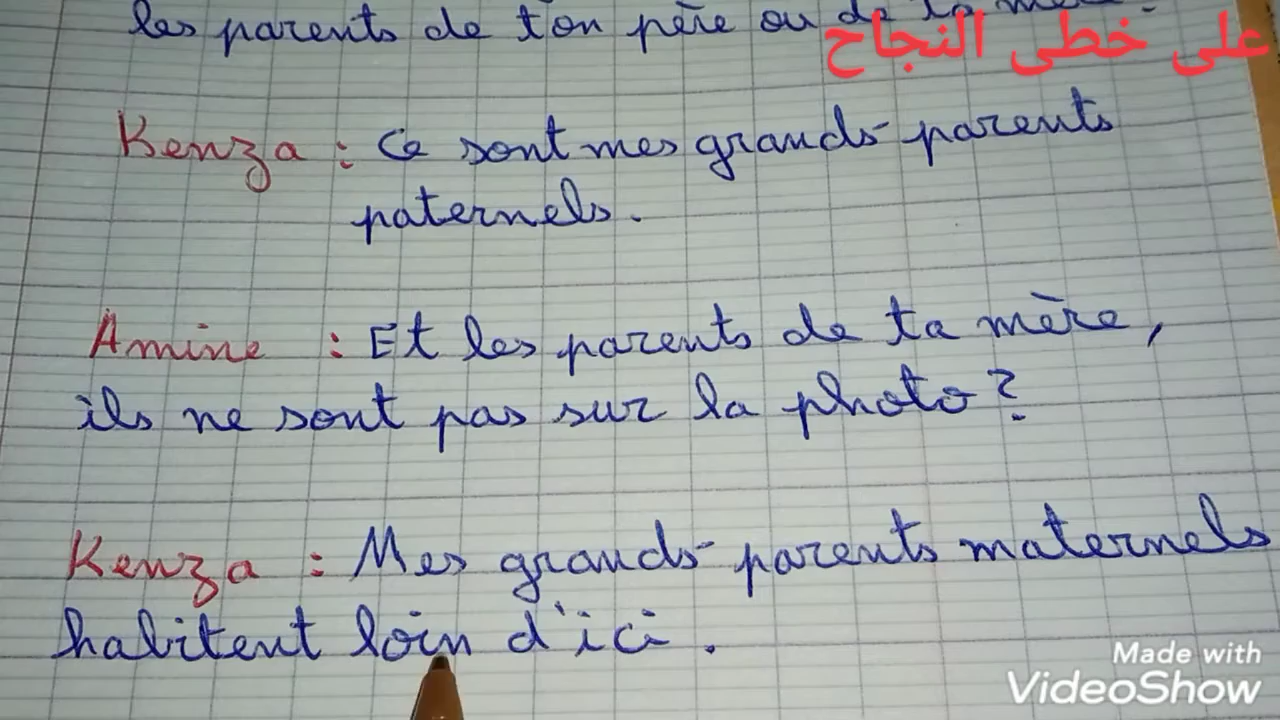 les parents de ton père ou de
على خطى النجاح
Kenza : Ce sont mes grands-parents
paternels.
Amine : Et les parents de ta mère,
ils ne sont pas sur la photo?
Kenza : Mes grands-parents maternels
habitent loin d'ici.
Made with
VideoShow